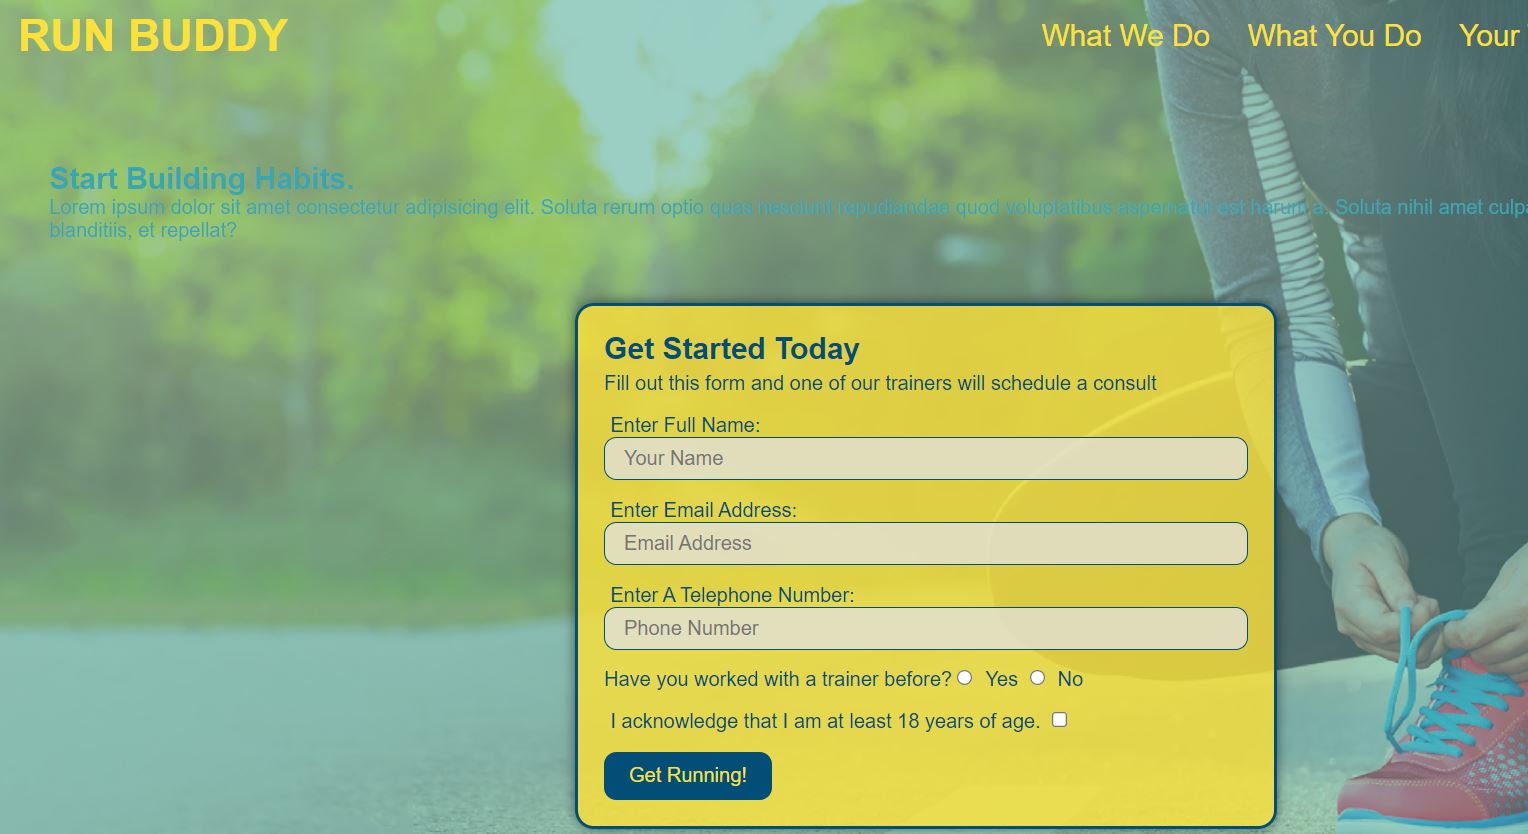 RUN BUDDY
What We Do What You Do Your
Start Building Habits.
Lorem ipsum dolor sit amet consectetur adipisicing elit. Soluta rerum optio quas nesciunt repudiandae quod voluptatibus aspernatur est harum a. Soluta nihil amet culpa
blanditiis, et repellat?
Get Started Today
Fill out this form and one of our trainers will schedule a consult
Enter Full Name:
Your Name
Enter Email Address:
Email Address
Enter A Telephone Number:
Phone Number
Have you worked with a trainer before? Yes No
I acknowledge that I am at least 18 years of age.
Get Running!